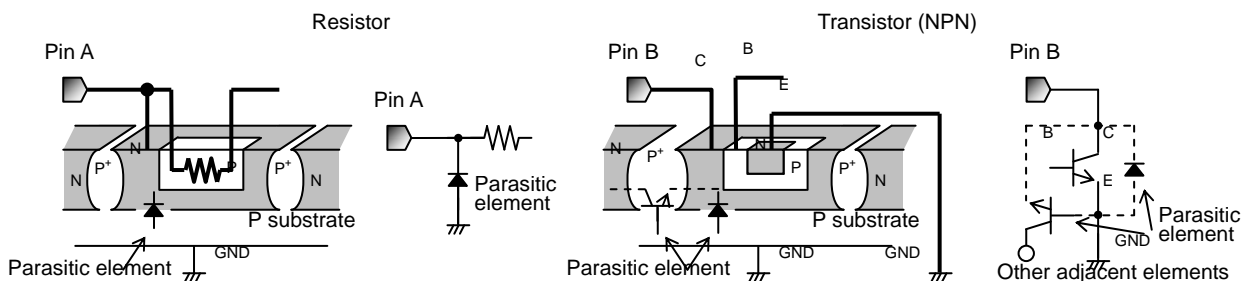 Resistor
Transistor (NPN)
Pin A
Pin B
B
C
E
Pin B
Pin A
N
P
N
P+
P+
N
Parasitic
element
P substrate
GND
Parasitic element
N
N
P+
P
P+
N
P substrate
GND
GND
Parasitic element
B
C
E
Parasitic
element
GND
Other adjacent elements